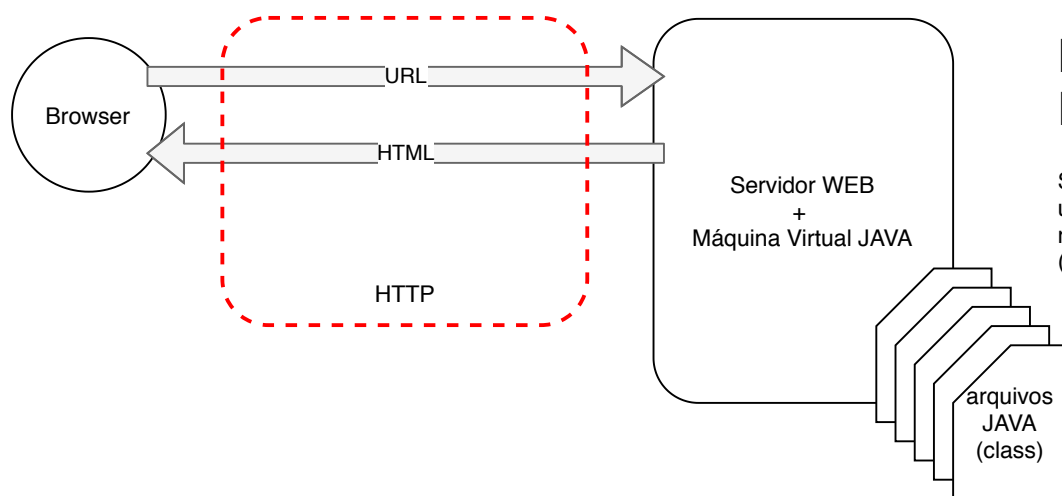 Browser
URL
HTML
HTTP
Servidor WEB
+
Máquina Virtual JAVA
arquivos
JAVA
(class)